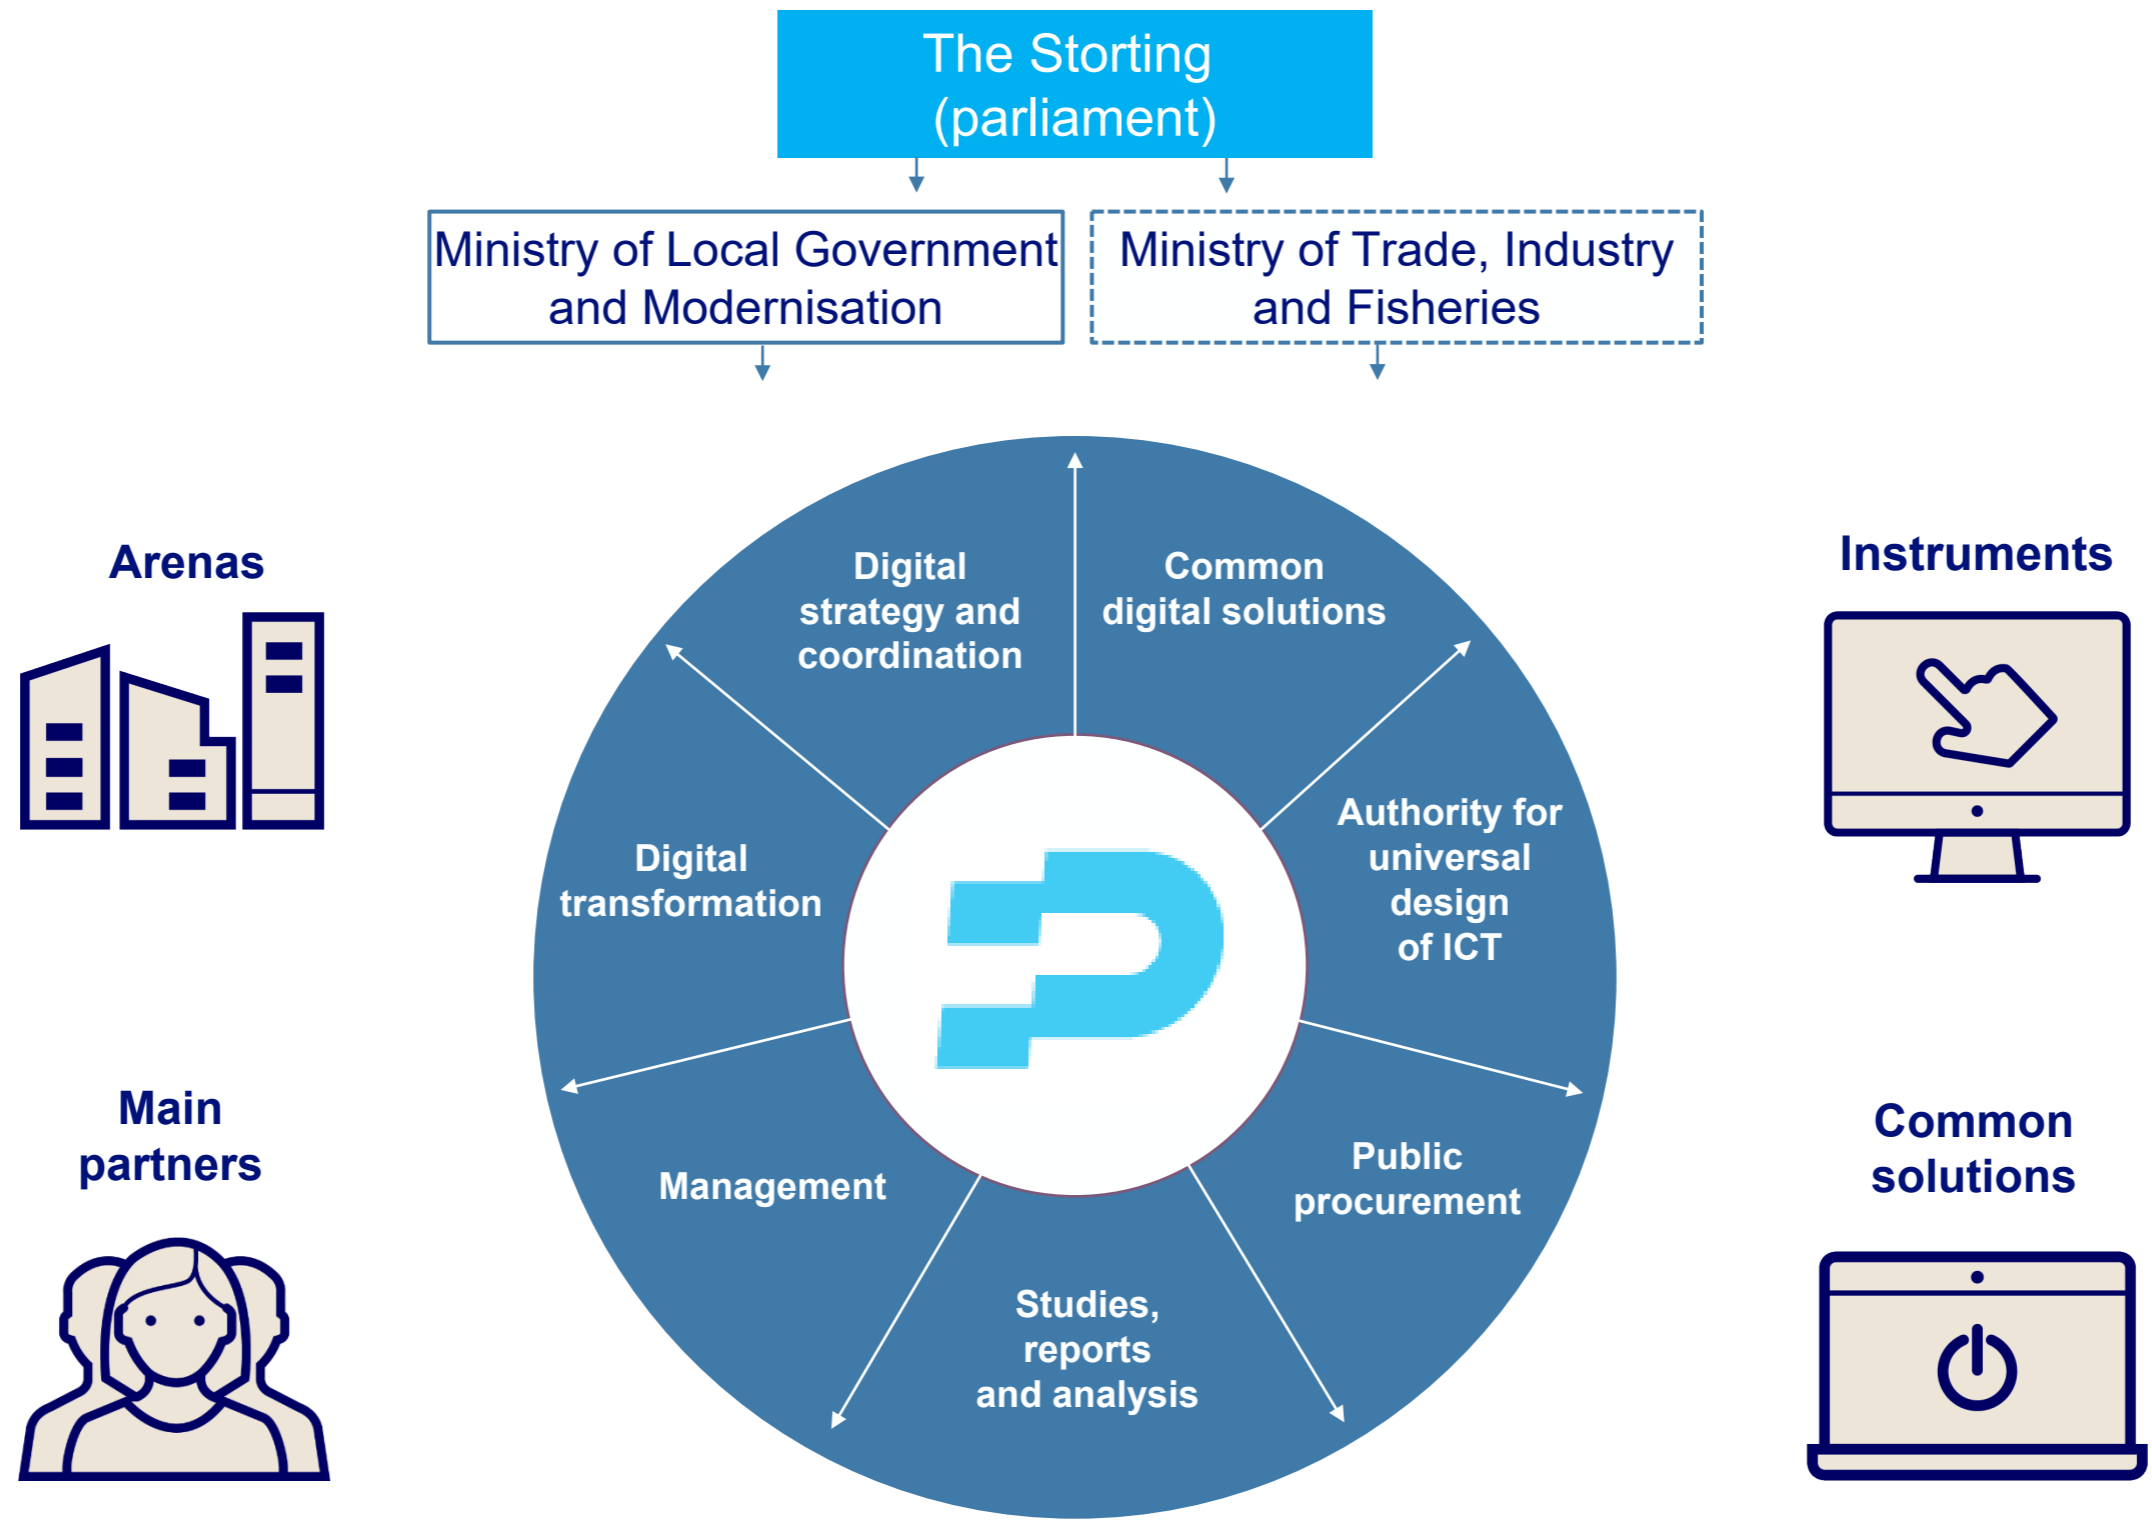 The Storting
(parliament)
Ministry of Local Government
and Modernisation
Ministry of Trade, Industry
and Fisheries
Arenas
Instruments
Digital
strategy and
coordination
Common
digital solutions
Authority for
universal
design
of ICT
Digital
transformation
Main
partners
Common
solutions
Management
Public
procurement
Studies,
reports
and analysis